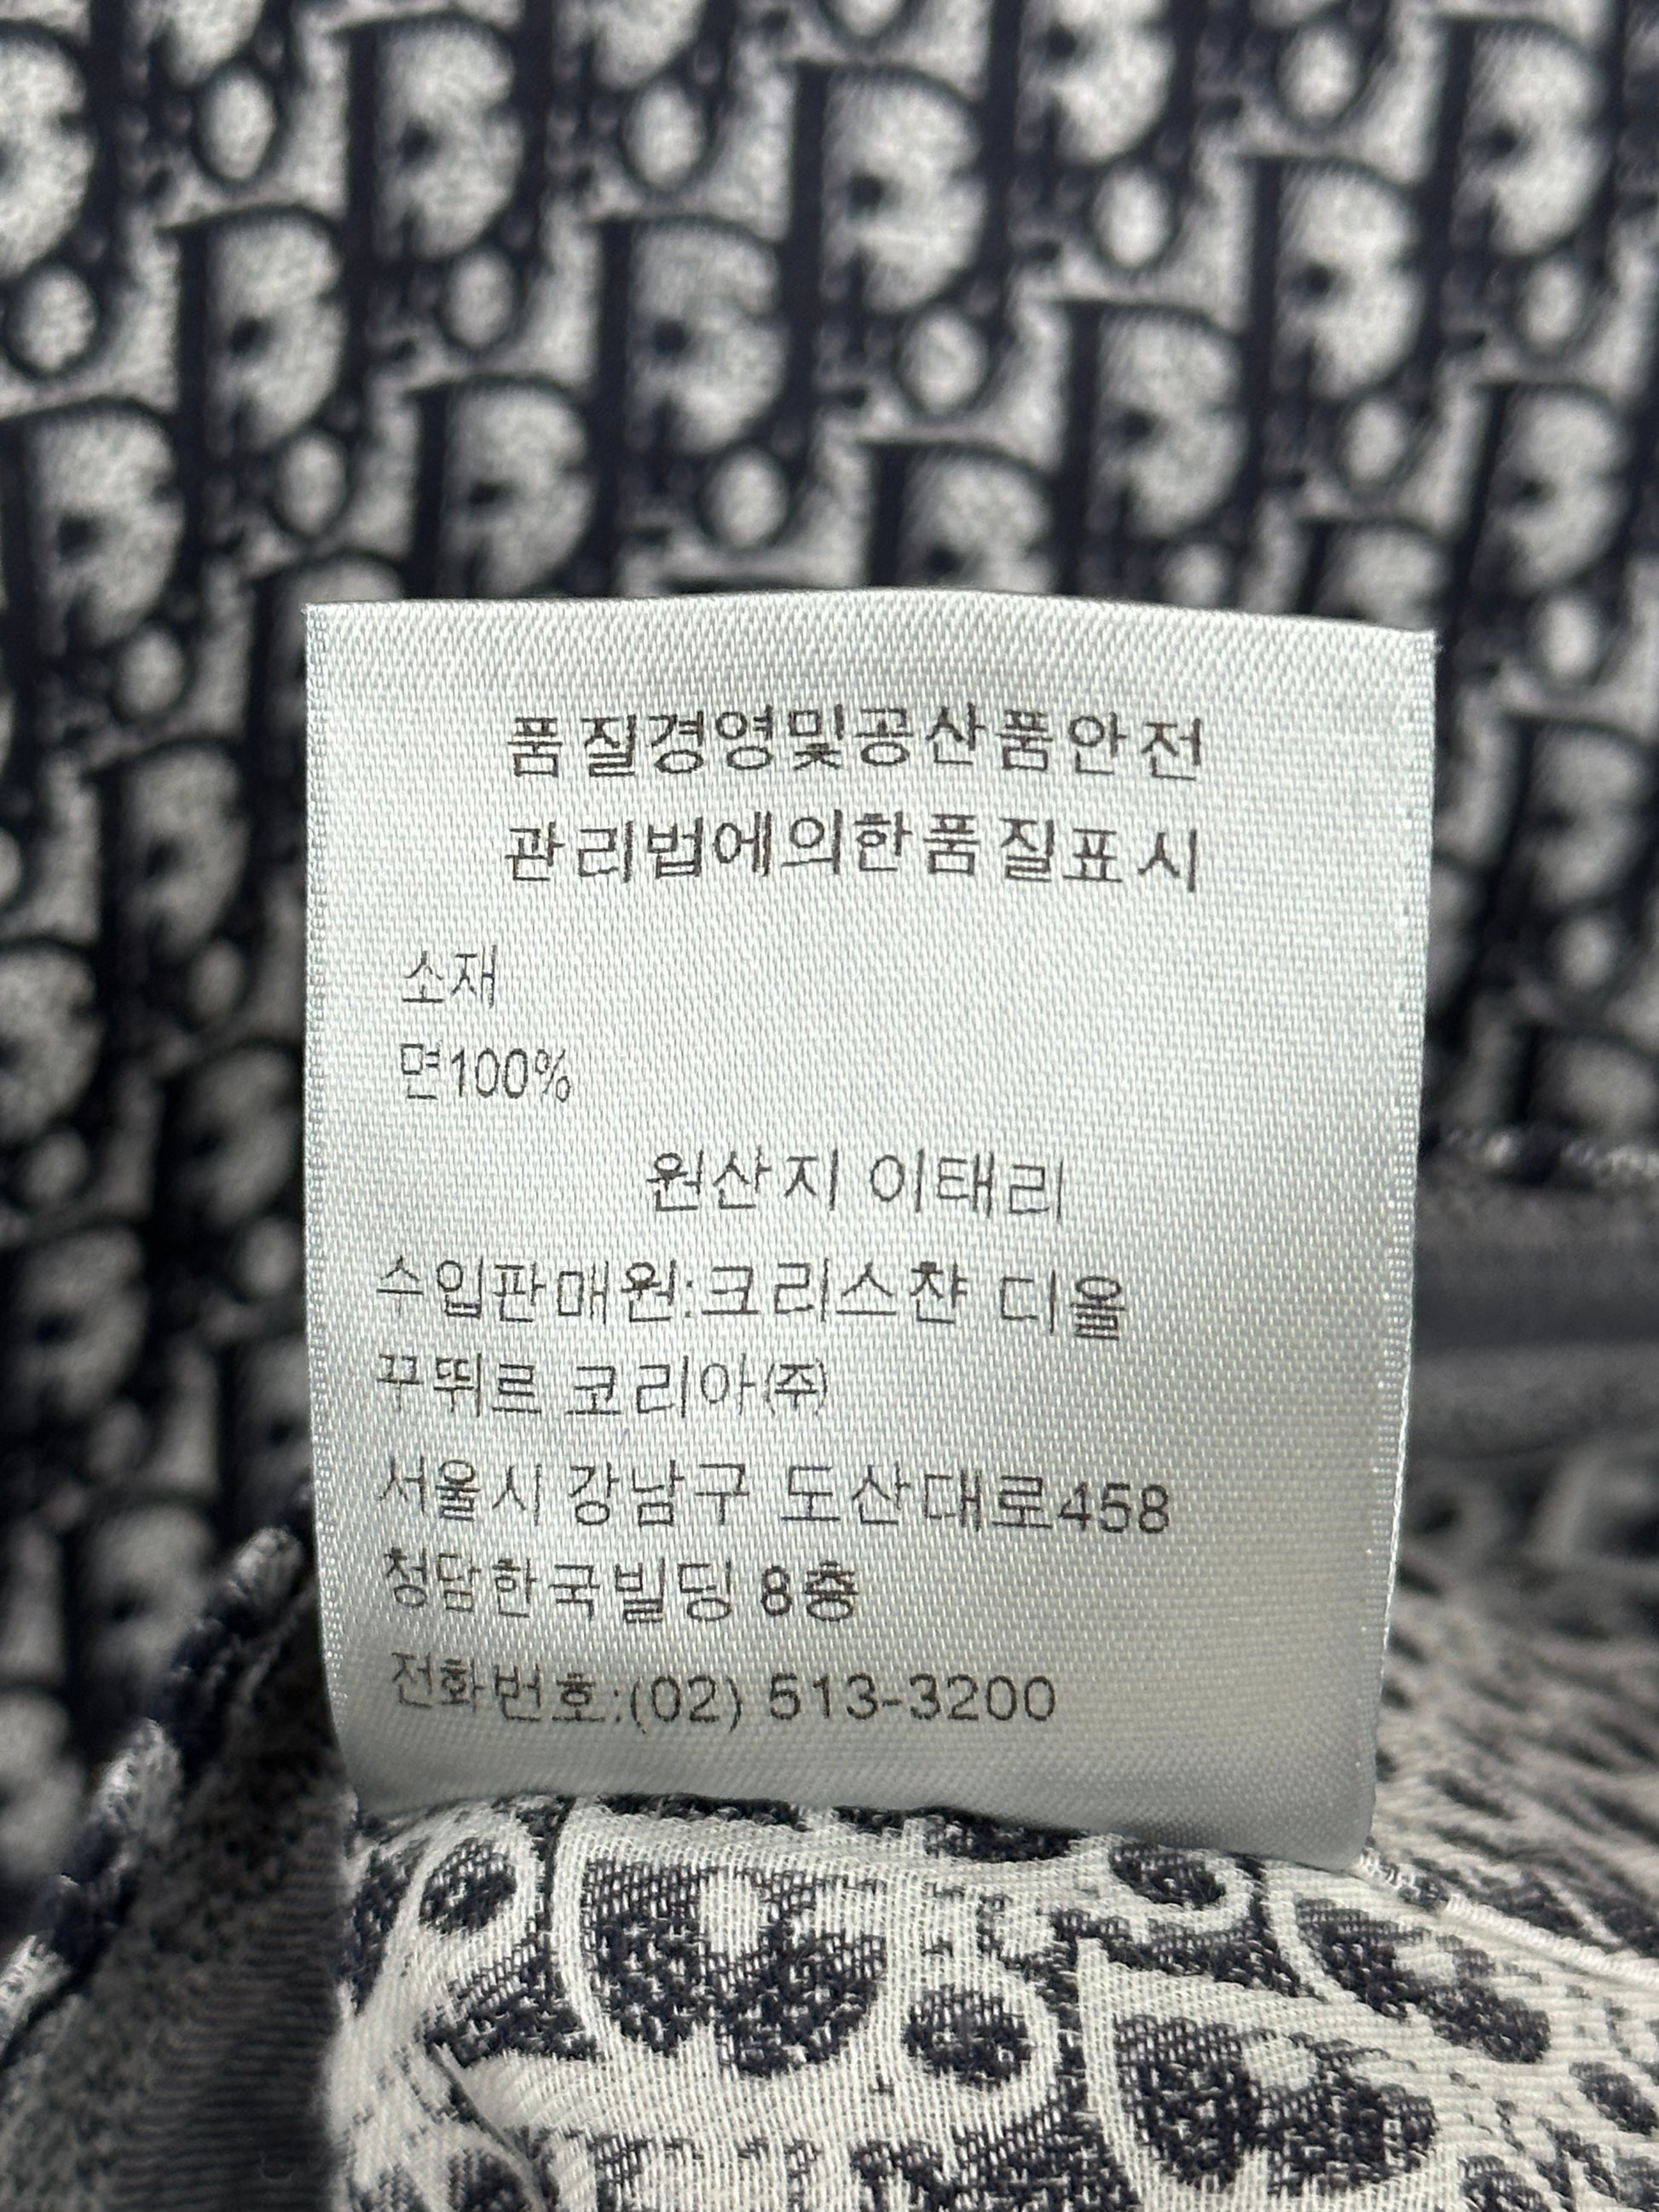 품질경영및공산품안전
관리법에의한품질표시
소재
면100%
원산지 이태리
수입판매원:크리스챤 디올
꾸뛰르 코리아(주)
서울시 강남구 도산대로458
청담한국빌딩 8층
전화번호:(02) 513-3200